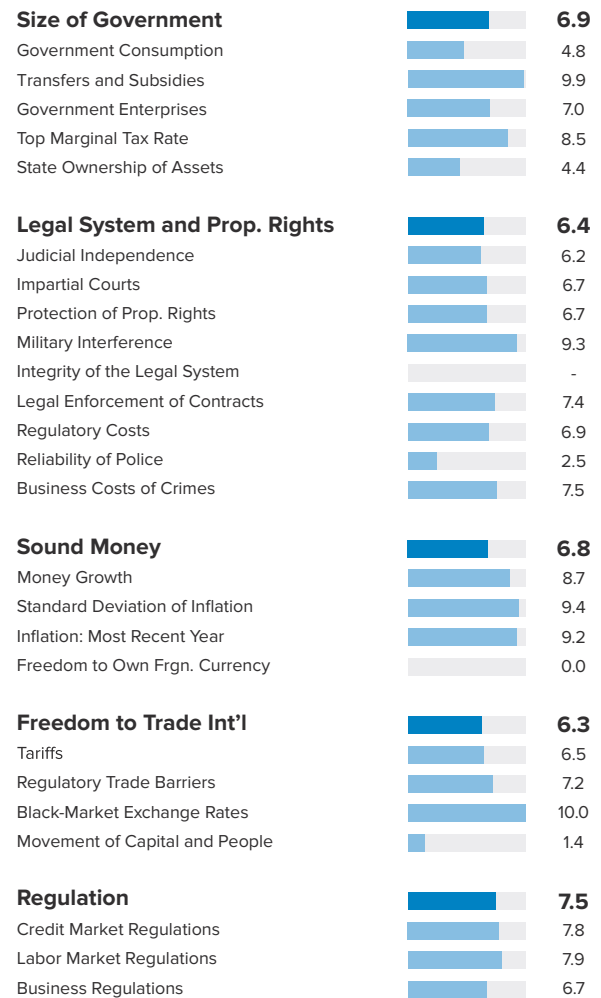 Size of Government 6.9
Government Consumption 4.8
Transfers and Subsidies 9.9
Government Enterprises 7.0
Top Marginal Tax Rate 8.5
State Ownership of Assets 4.4
Legal System and Prop. Rights 6.4
Judicial Independence 6.2
Impartial Courts 6.7
Protection of Prop. Rights 6.7
Military Interference 9.3
Integrity of the Legal System -
Legal Enforcement of Contracts 7.4
Regulatory Costs 6.9
Reliability of Police 2.5
Business Costs of Crimes 7.5
Sound Money 6.8
Money Growth 8.7
Standard Deviation of Inflation 9.4
Inflation: Most Recent Year 9.2
Freedom to Own Frgn. Currency 0.0
Freedom to Trade Int’l 6.3
Tariffs 6.5
Regulatory Trade Barriers 7.2
Black-Market Exchange Rates 10.0
Movement of Capital and People 1.4
Regulation 7.5
Credit Market Regulations 7.8
Labor Market Regulations 7.9
Business Regulations 6.7